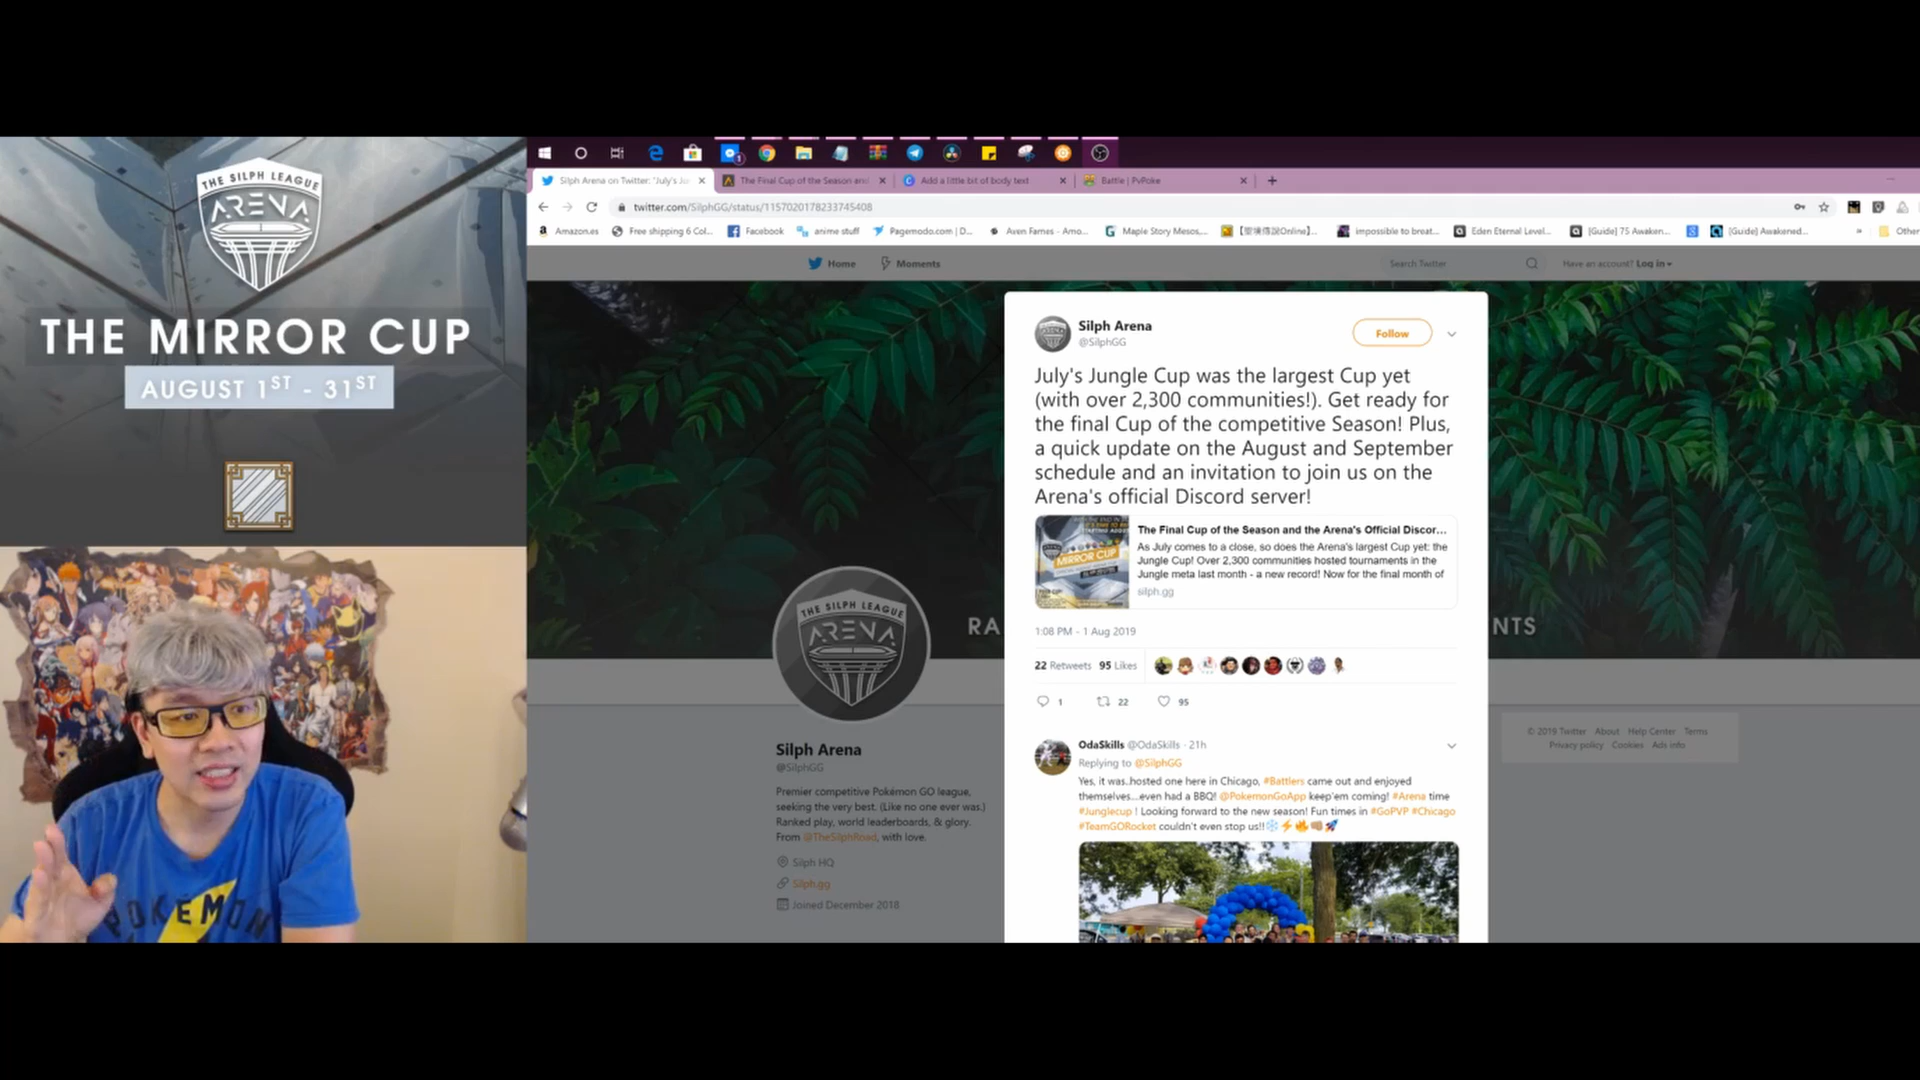 THE SILPH LEAGUE
ARENA
THE MIRROR CUP
AUGUST 1ST - 31ST
POKÉMON
Silph Arena on Twitter: "July's Ju
The Final Cup of the Season and
Add a little bit of body text
Battle | PvPoke
twitter.com/SilphGG/status/1157020178233745408
Amazon.es
Free shipping 6 Col...
Facebook
anime stuff
Pagemodo.com | D...
Aven Fames - Amo...
Maple Story Mesos,...
impossible to breat...
Eden Eternal Level...
[Guide] 75 Awaken...
[Guide] Awakened...
Other
Home
Moments
Search Twitter
Have an account? Log in
Silph Arena
@SilphGG
Follow
July's Jungle Cup was the largest Cup yet
(with over 2,300 communities!). Get ready for
the final Cup of the competitive Season! Plus,
a quick update on the August and September
schedule and an invitation to join us on the
Arena's official Discord server!
MIRROR CUP
The Final Cup of the Season and the Arena's Official Discor...
As July comes to a close, so does the Arena's largest Cup yet: the
Jungle Cup! Over 2,300 communities hosted tournaments in the
Jungle meta last month - a new record! Now for the final month of
silph.gg
RA
NTS
1:08 PM - 1 Aug 2019
22 Retweets 95 Likes
1 22 95
OdaSkills @OdaSkills · 21h
Replying to @SilphGG
Yes, it was..hosted one here in Chicago, #Battlers came out and enjoyed
themselves...even had a BBQ! @PokemonGoApp keep'em coming! #Arena time
#Junglecup ! Looking forward to the new season! Fun times in #GoPVP #Chicago
#TeamGORocket couldn't even stop us!!
THE SILPH LEAGUE
ARENA
Silph Arena
@SilphGG
Premier competitive Pokémon GO league,
seeking the very best. (Like no one ever was.)
Ranked play, world leaderboards, & glory.
From @TheSilphRoad, with love.
Silph HQ
Silph.gg
Joined December 2018
© 2019 Twitter About Help Center Terms
Privacy policy Cookies Ads info